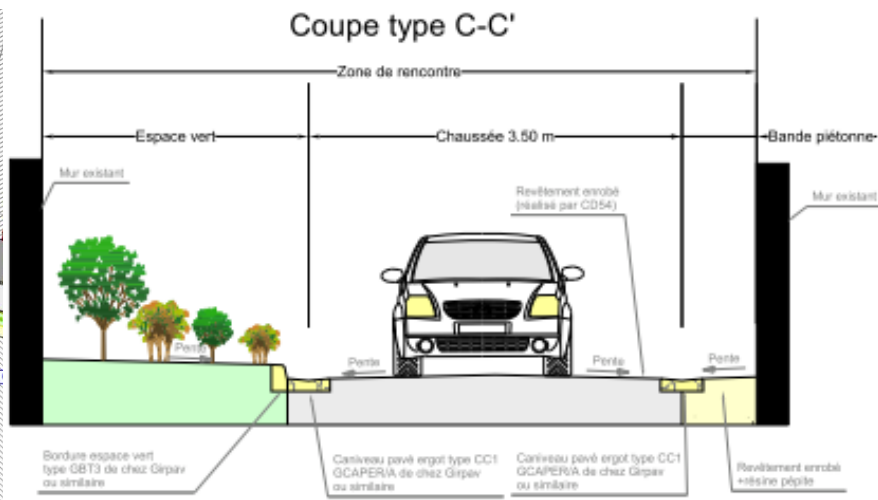 Coupe type C-C'
Zone de rencontre
Espace vert
Chaussée 3.50 m
Bande piétonne
Mur existant
Revêtement enrobé
(réalisé par CD54)
Mur existant
Pente
Pente
Pente
Pente
Bordure espace vert
type GBT3 de chez Girpav
ou similaire
Caniveau pavé ergot type CC1
GCAPER/A de chez Girpav
ou similaire
Caniveau pavé ergot type CC1
GCAPER/A de chez Girpav
ou similaire
Revêtement enrobé
+résine pépite